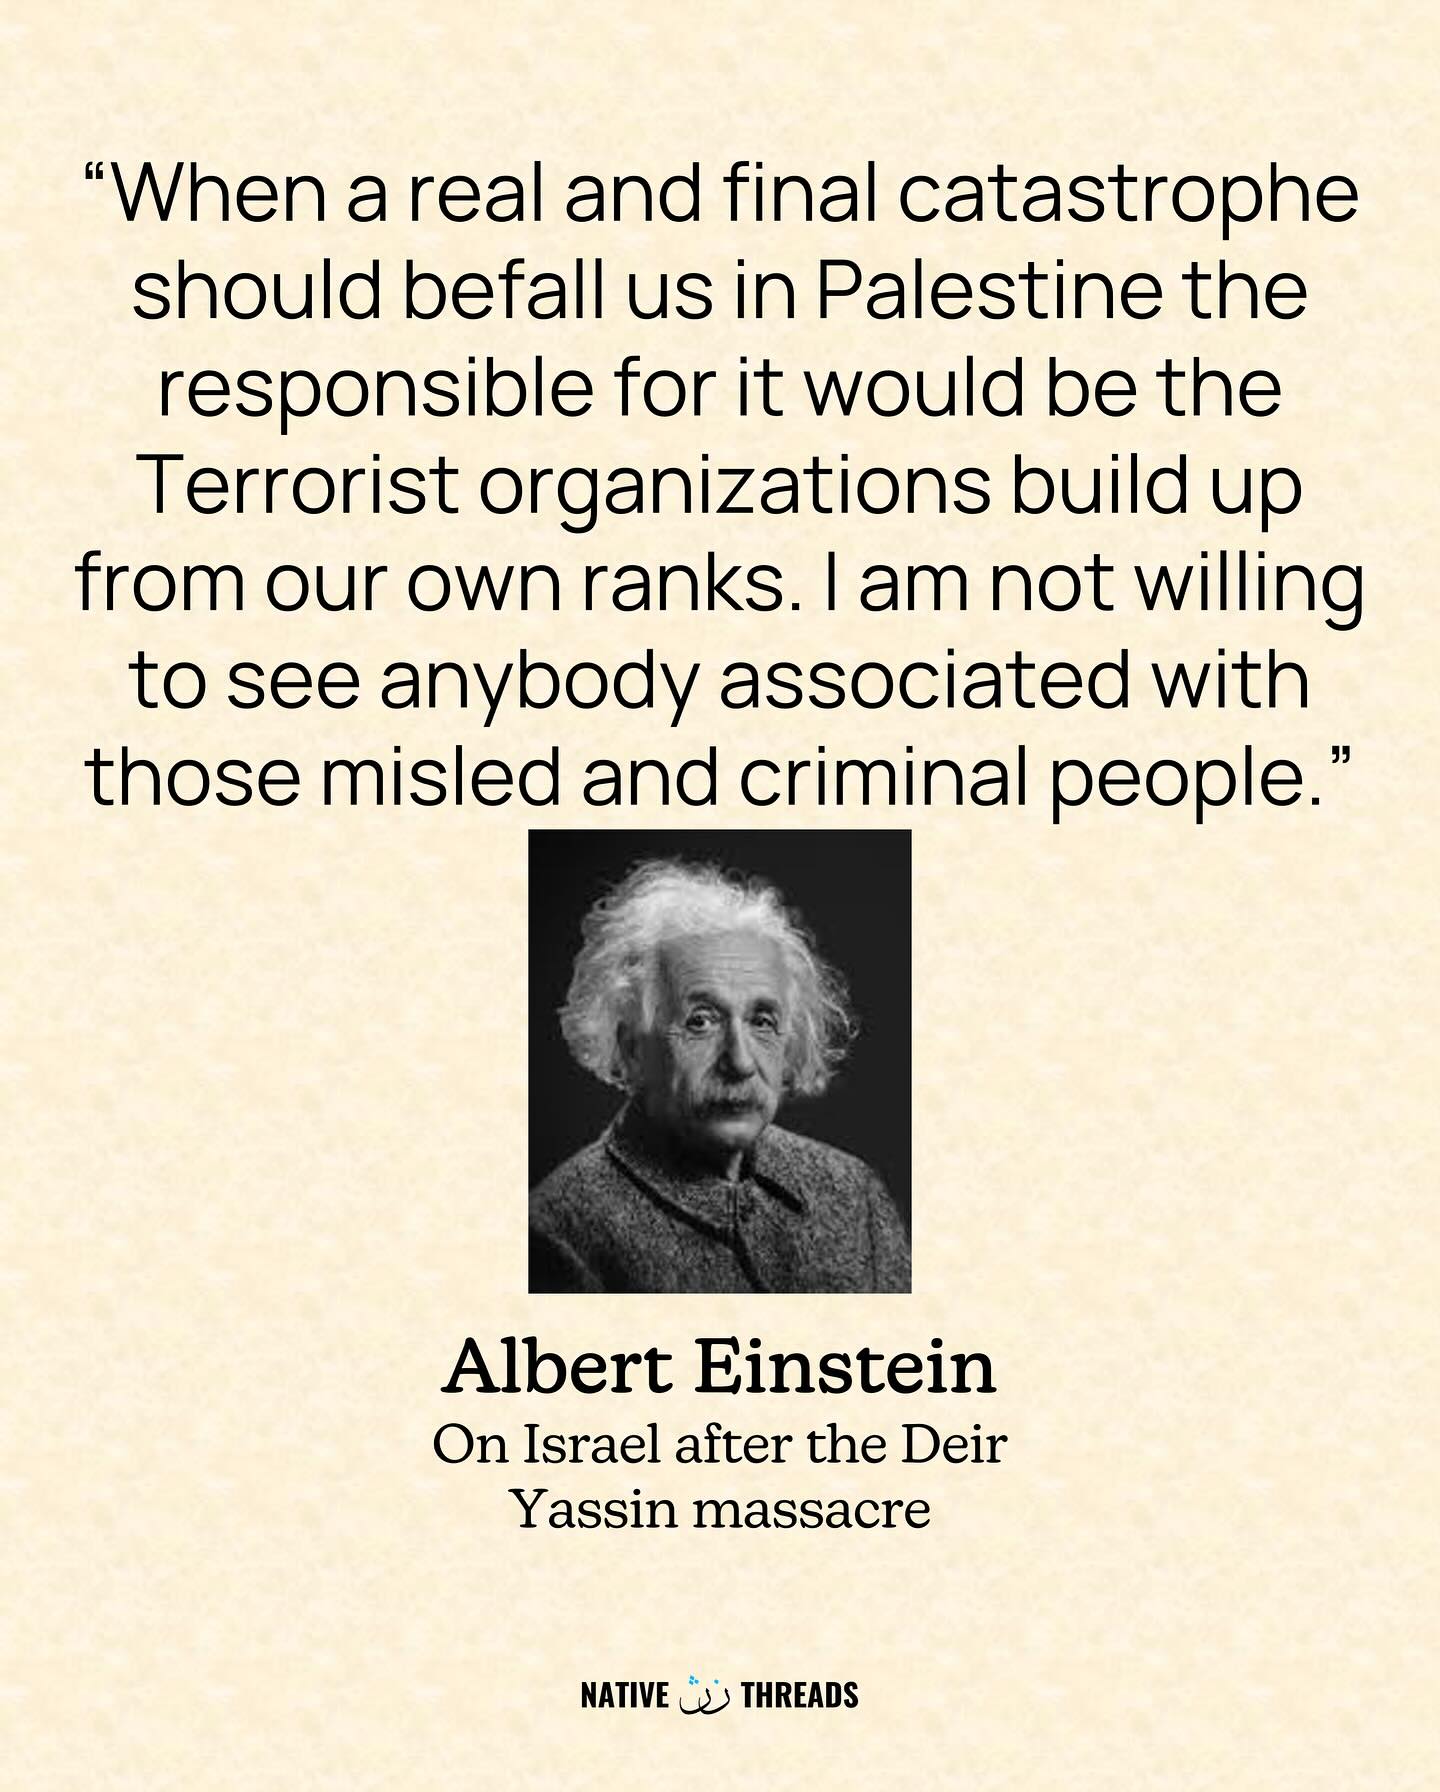 “When a real and final catastrophe
should befall us in Palestine the
responsible for it would be the
Terrorist organizations build up
from our own ranks. I am not willing
to see anybody associated with
those misled and criminal people.”
Albert Einstein
On Israel after the Deir
Yassin massacre
NATIVE THREADS